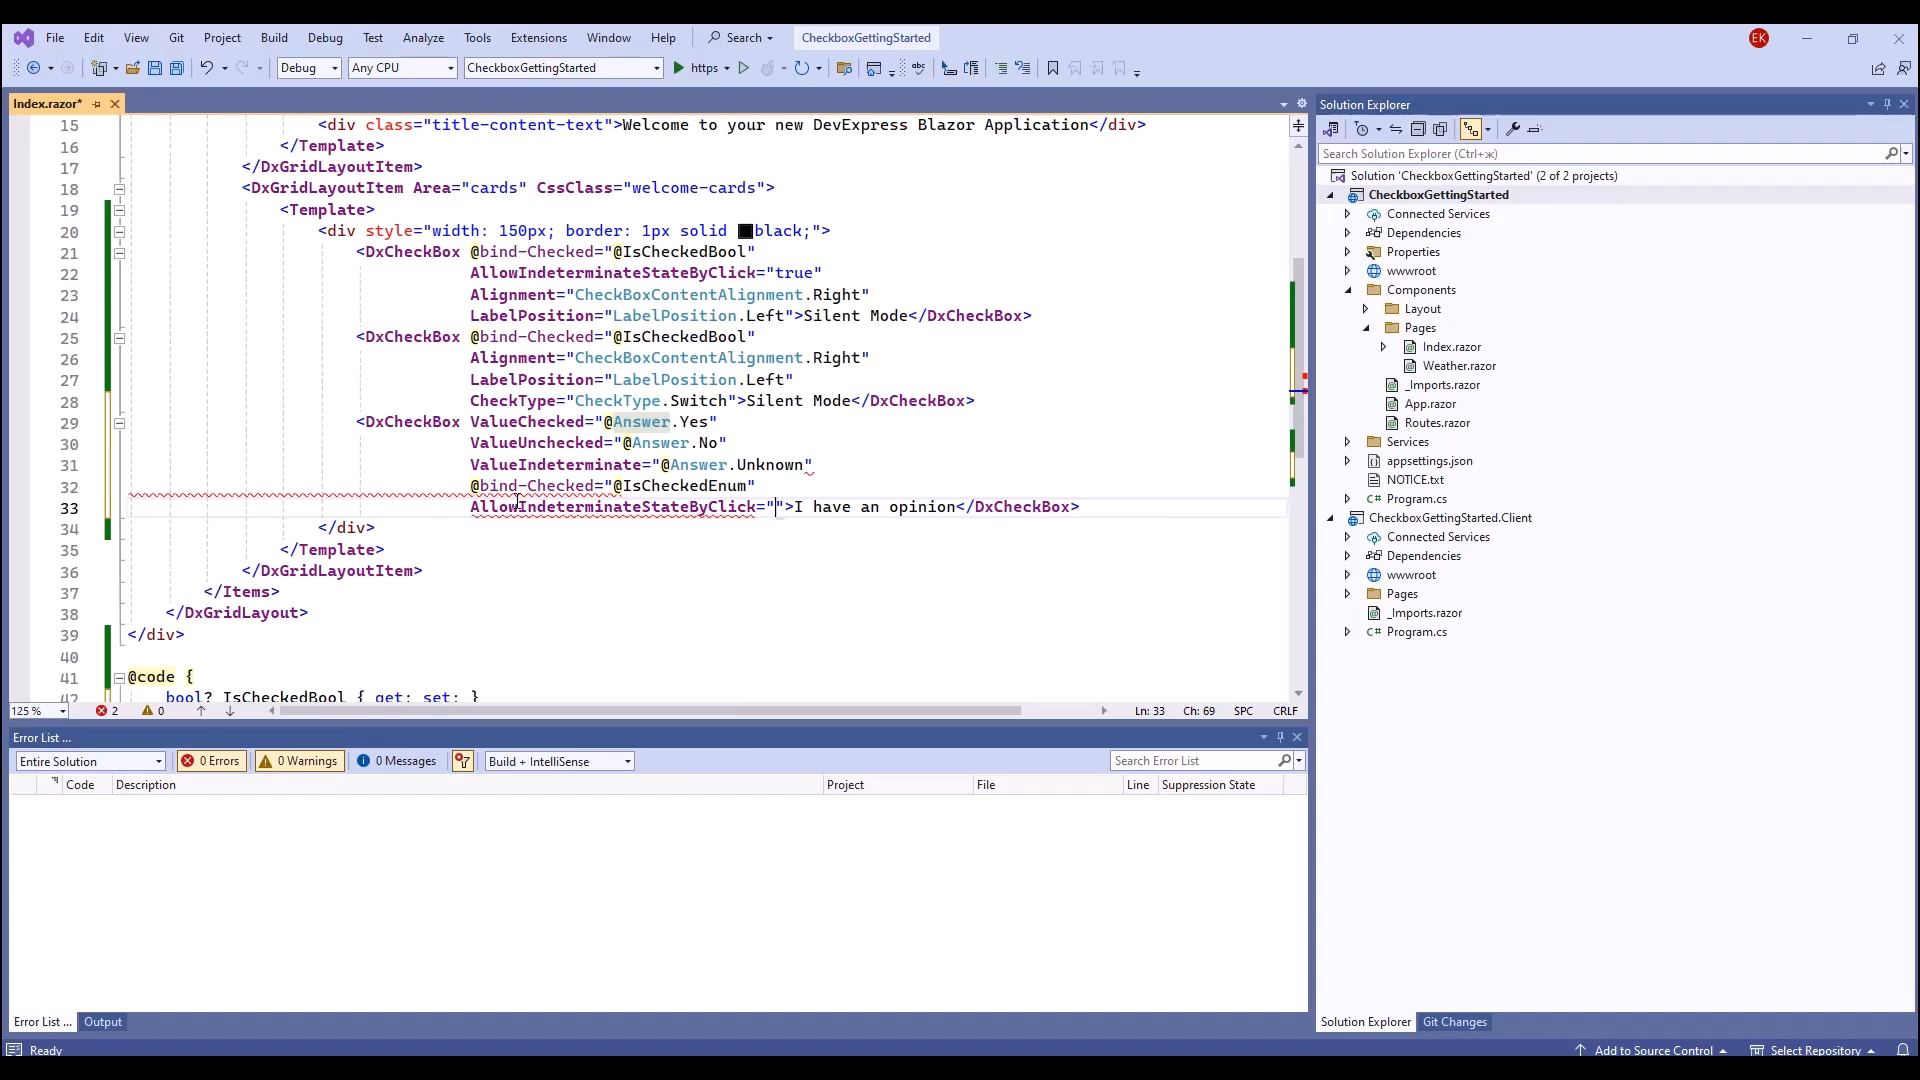 File Edit View Git Project Build Debug Test Analyze Tools Extensions Window Help Search CheckboxGettingStarted EK
Debug Any CPU CheckboxGettingStarted https
Index.razor*
15 <div class="title-content-text">Welcome to your new DevExpress Blazor Application</div>
16 </Template>
17 </DxGridLayoutItem>
18 <DxGridLayoutItem Area="cards" CssClass="welcome-cards">
19 <Template>
20 <div style="width: 150px; border: 1px solid black;">
21 <DxCheckBox @bind-Checked="@IsCheckedBool"
22 AllowIndeterminateStateByClick="true"
23 Alignment="CheckBoxContentAlignment.Right"
24 LabelPosition="LabelPosition.Left">Silent Mode</DxCheckBox>
25 <DxCheckBox @bind-Checked="@IsCheckedBool"
26 Alignment="CheckBoxContentAlignment.Right"
27 LabelPosition="LabelPosition.Left"
28 CheckType="CheckType.Switch">Silent Mode</DxCheckBox>
29 <DxCheckBox ValueChecked="@Answer.Yes"
30 ValueUnchecked="@Answer.No"
31 ValueIndeterminate="@Answer.Unknown"
32 @bind-Checked="@IsCheckedEnum"
33 AllowIndeterminateStateByClick="">I have an opinion</DxCheckBox>
34 </div>
35 </Template>
36 </DxGridLayoutItem>
37 </Items>
38 </DxGridLayout>
39 </div>
40
41 @code {
42 bool? IsCheckedBool { get; set; }
125 % 2 0 Ln: 33 Ch: 69 SPC CRLF
Error List ...
Entire Solution 0 Errors 0 Warnings 0 Messages Build + IntelliSense Search Error List
Code Description Project File Line Suppression State
Error List ... Output
Solution Explorer
Search Solution Explorer (Ctrl+ж)
Solution 'CheckboxGettingStarted' (2 of 2 projects)
CheckboxGettingStarted
Connected Services
Dependencies
Properties
wwwroot
Components
Layout
Pages
Index.razor
Weather.razor
_Imports.razor
App.razor
Routes.razor
Services
appsettings.json
NOTICE.txt
C# Program.cs
CheckboxGettingStarted.Client
Connected Services
Dependencies
wwwroot
Pages
_Imports.razor
C# Program.cs
Solution Explorer Git Changes
Ready Add to Source Control Select Repository